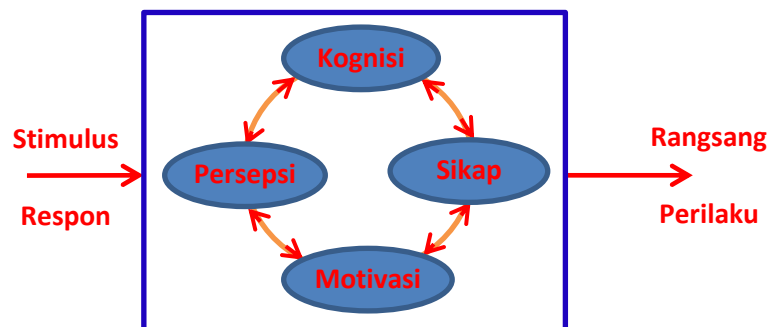 Kognisi
Stimulus
Rangsang
Persepsi
Sikap
Respon
Perilaku
Motivasi